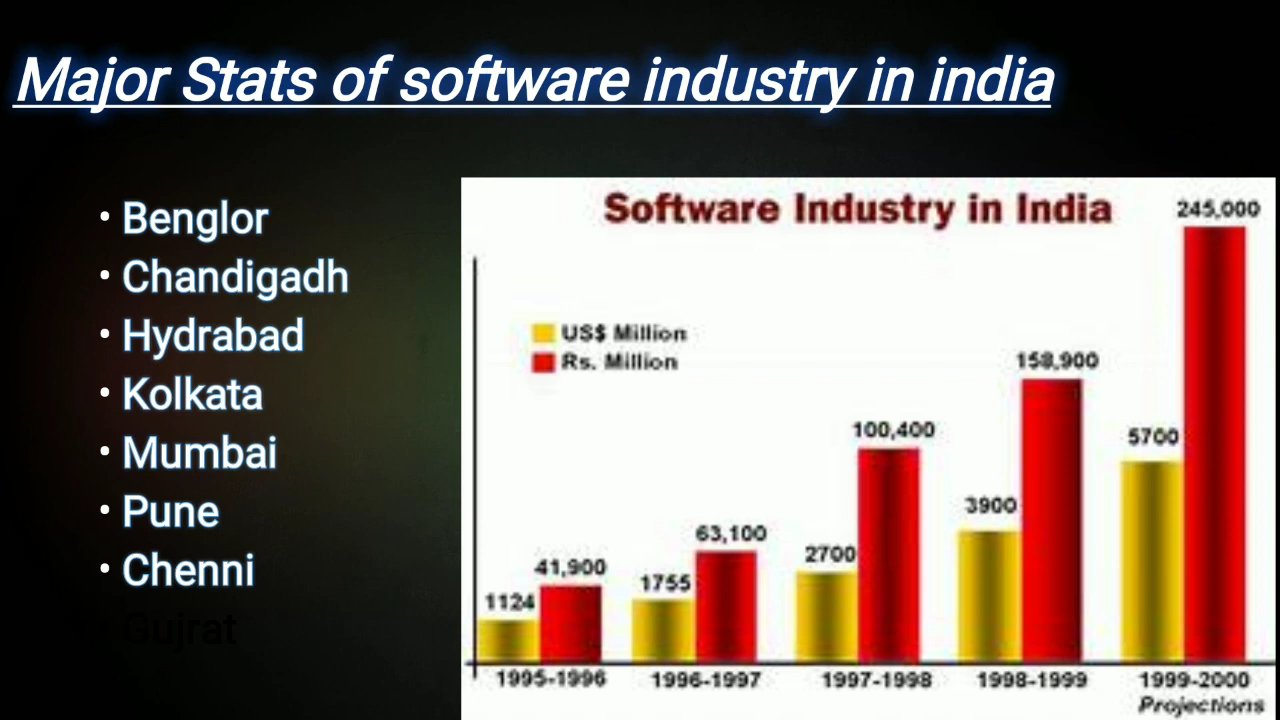 Major Stats of software industry in india
• Benglor
• Chandigadh
• Hydrabad
• Kolkata
• Mumbai
• Pune
• Chenni
Gujrat
Software Industry in India
US$ Million
Rs. Million
1124
41,900
1755
63,100
2700
100,400
3900
158,900
5700
245,000
1995-1996
1996-1997
1997-1998
1998-1999
1999-2000
Projections